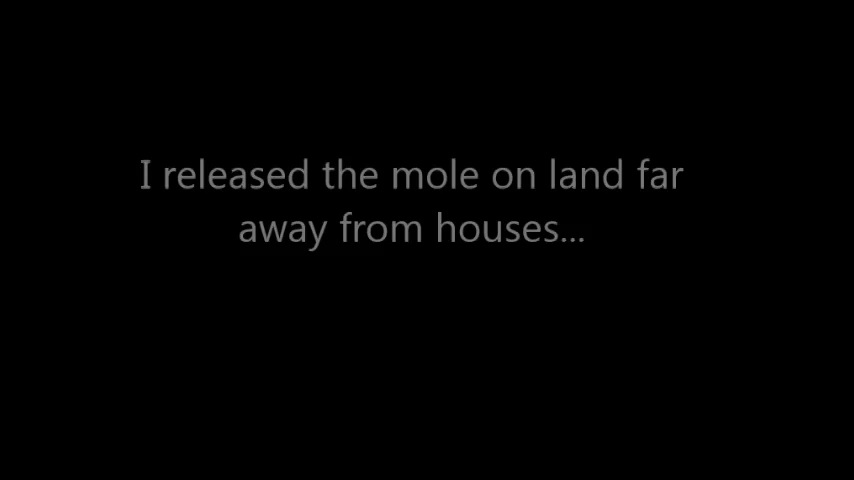 I released the mole on land far
away from houses...